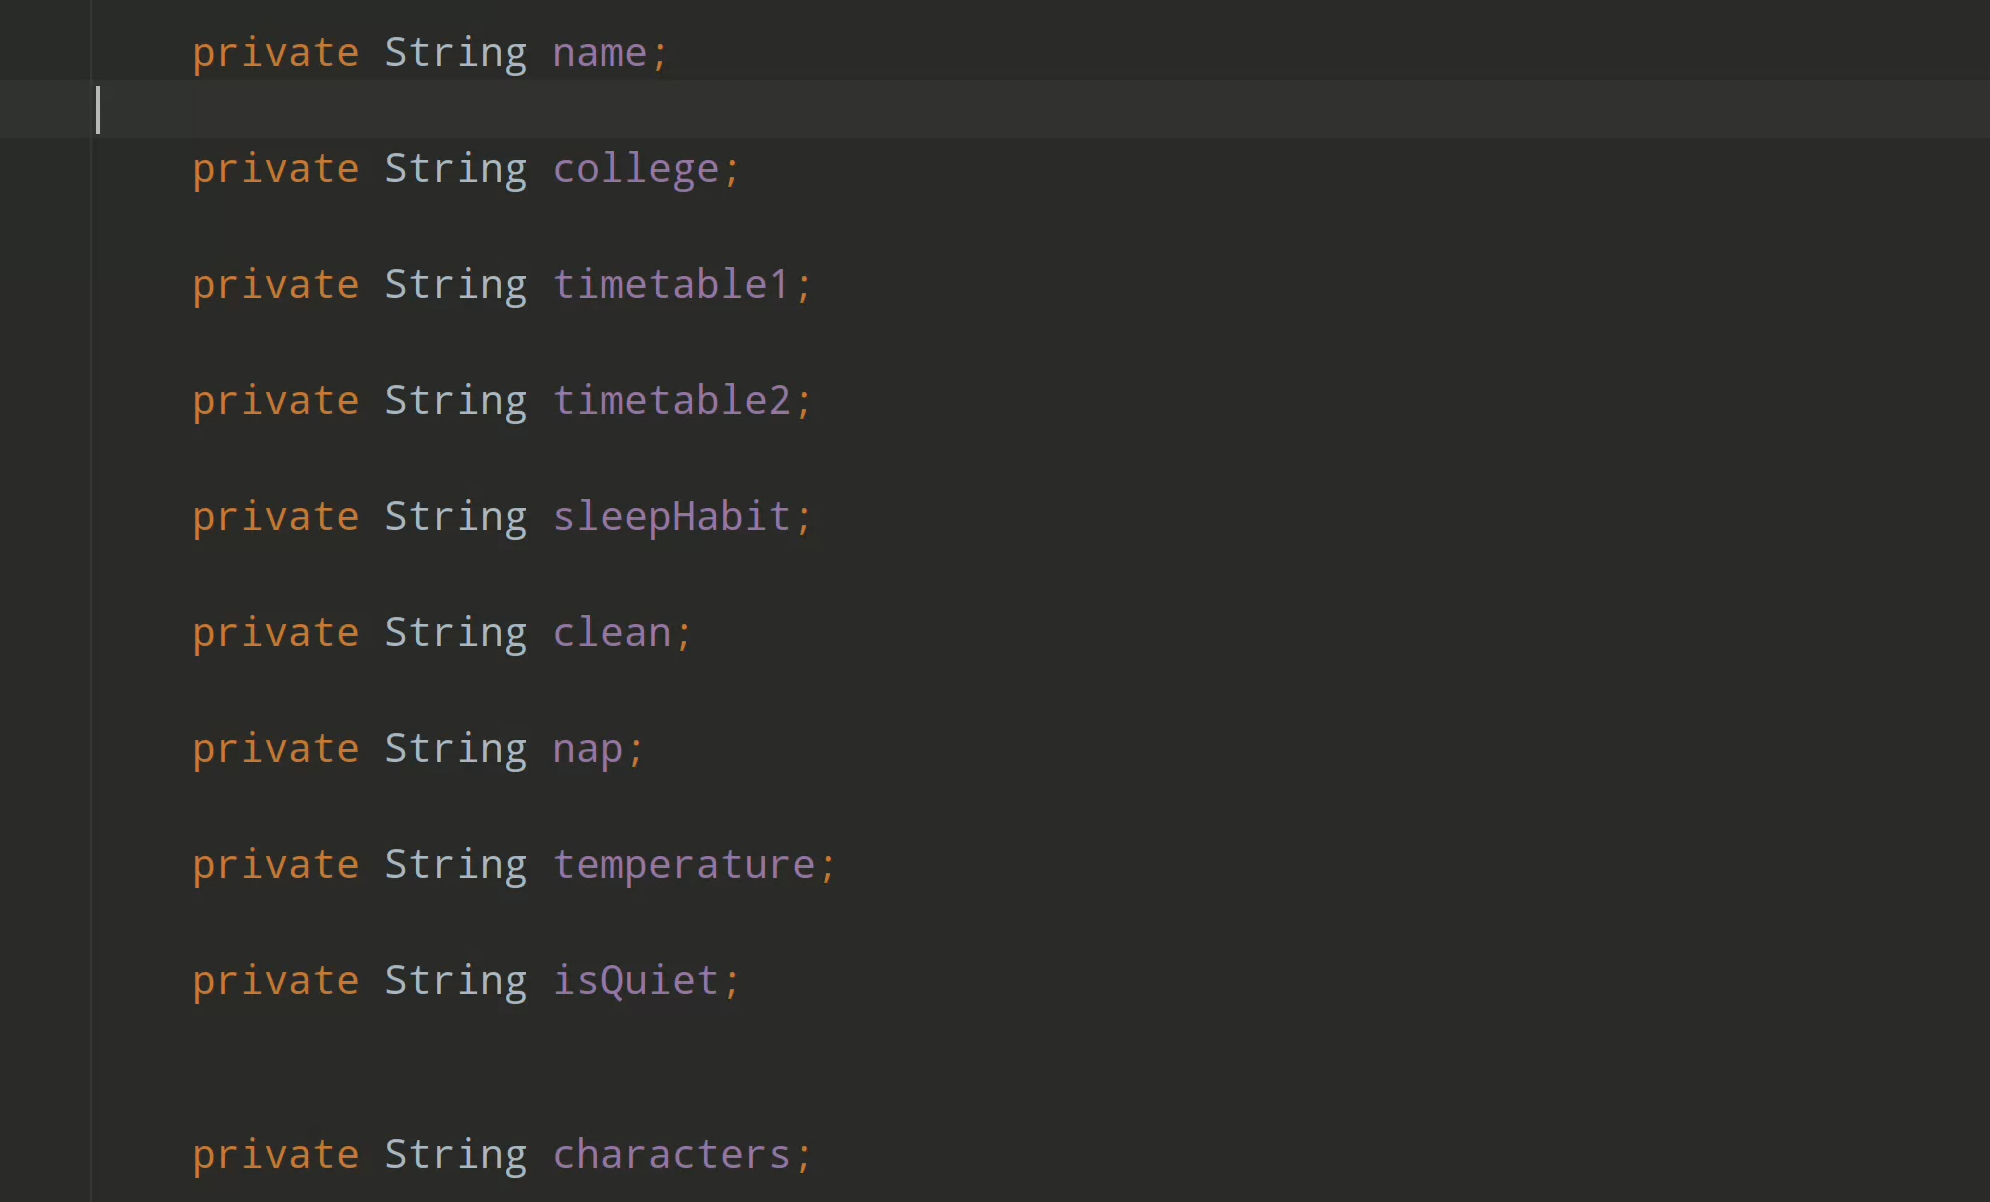 private String name;
private String college;
private String timetable1;
private String timetable2;
private String sleepHabit;
private String clean;
private String nap;
private String temperature;
private String isQuiet;
private String characters;